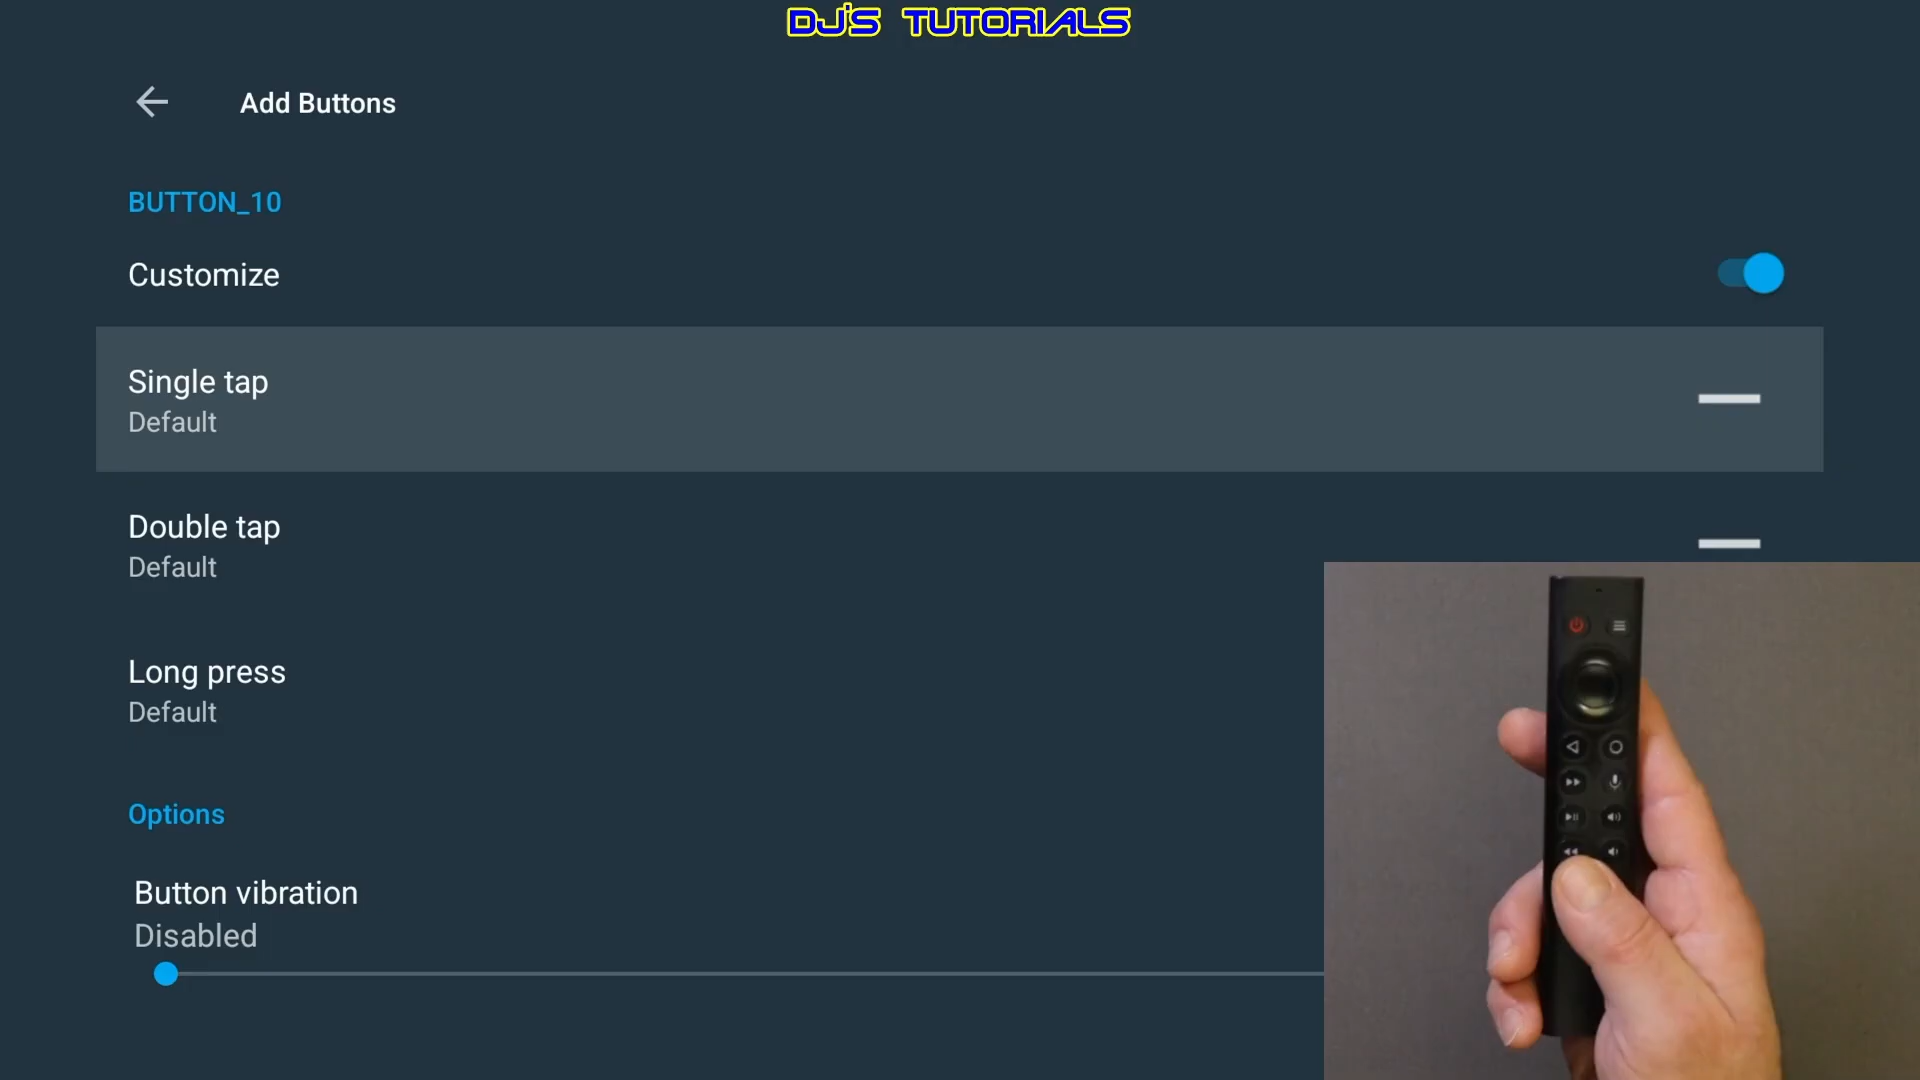 DJ'S TUTORIALS
Add Buttons
BUTTON_10
Customize
Single tap
Default
Double tap
Default
Long press
Default
Options
Button vibration
Disabled